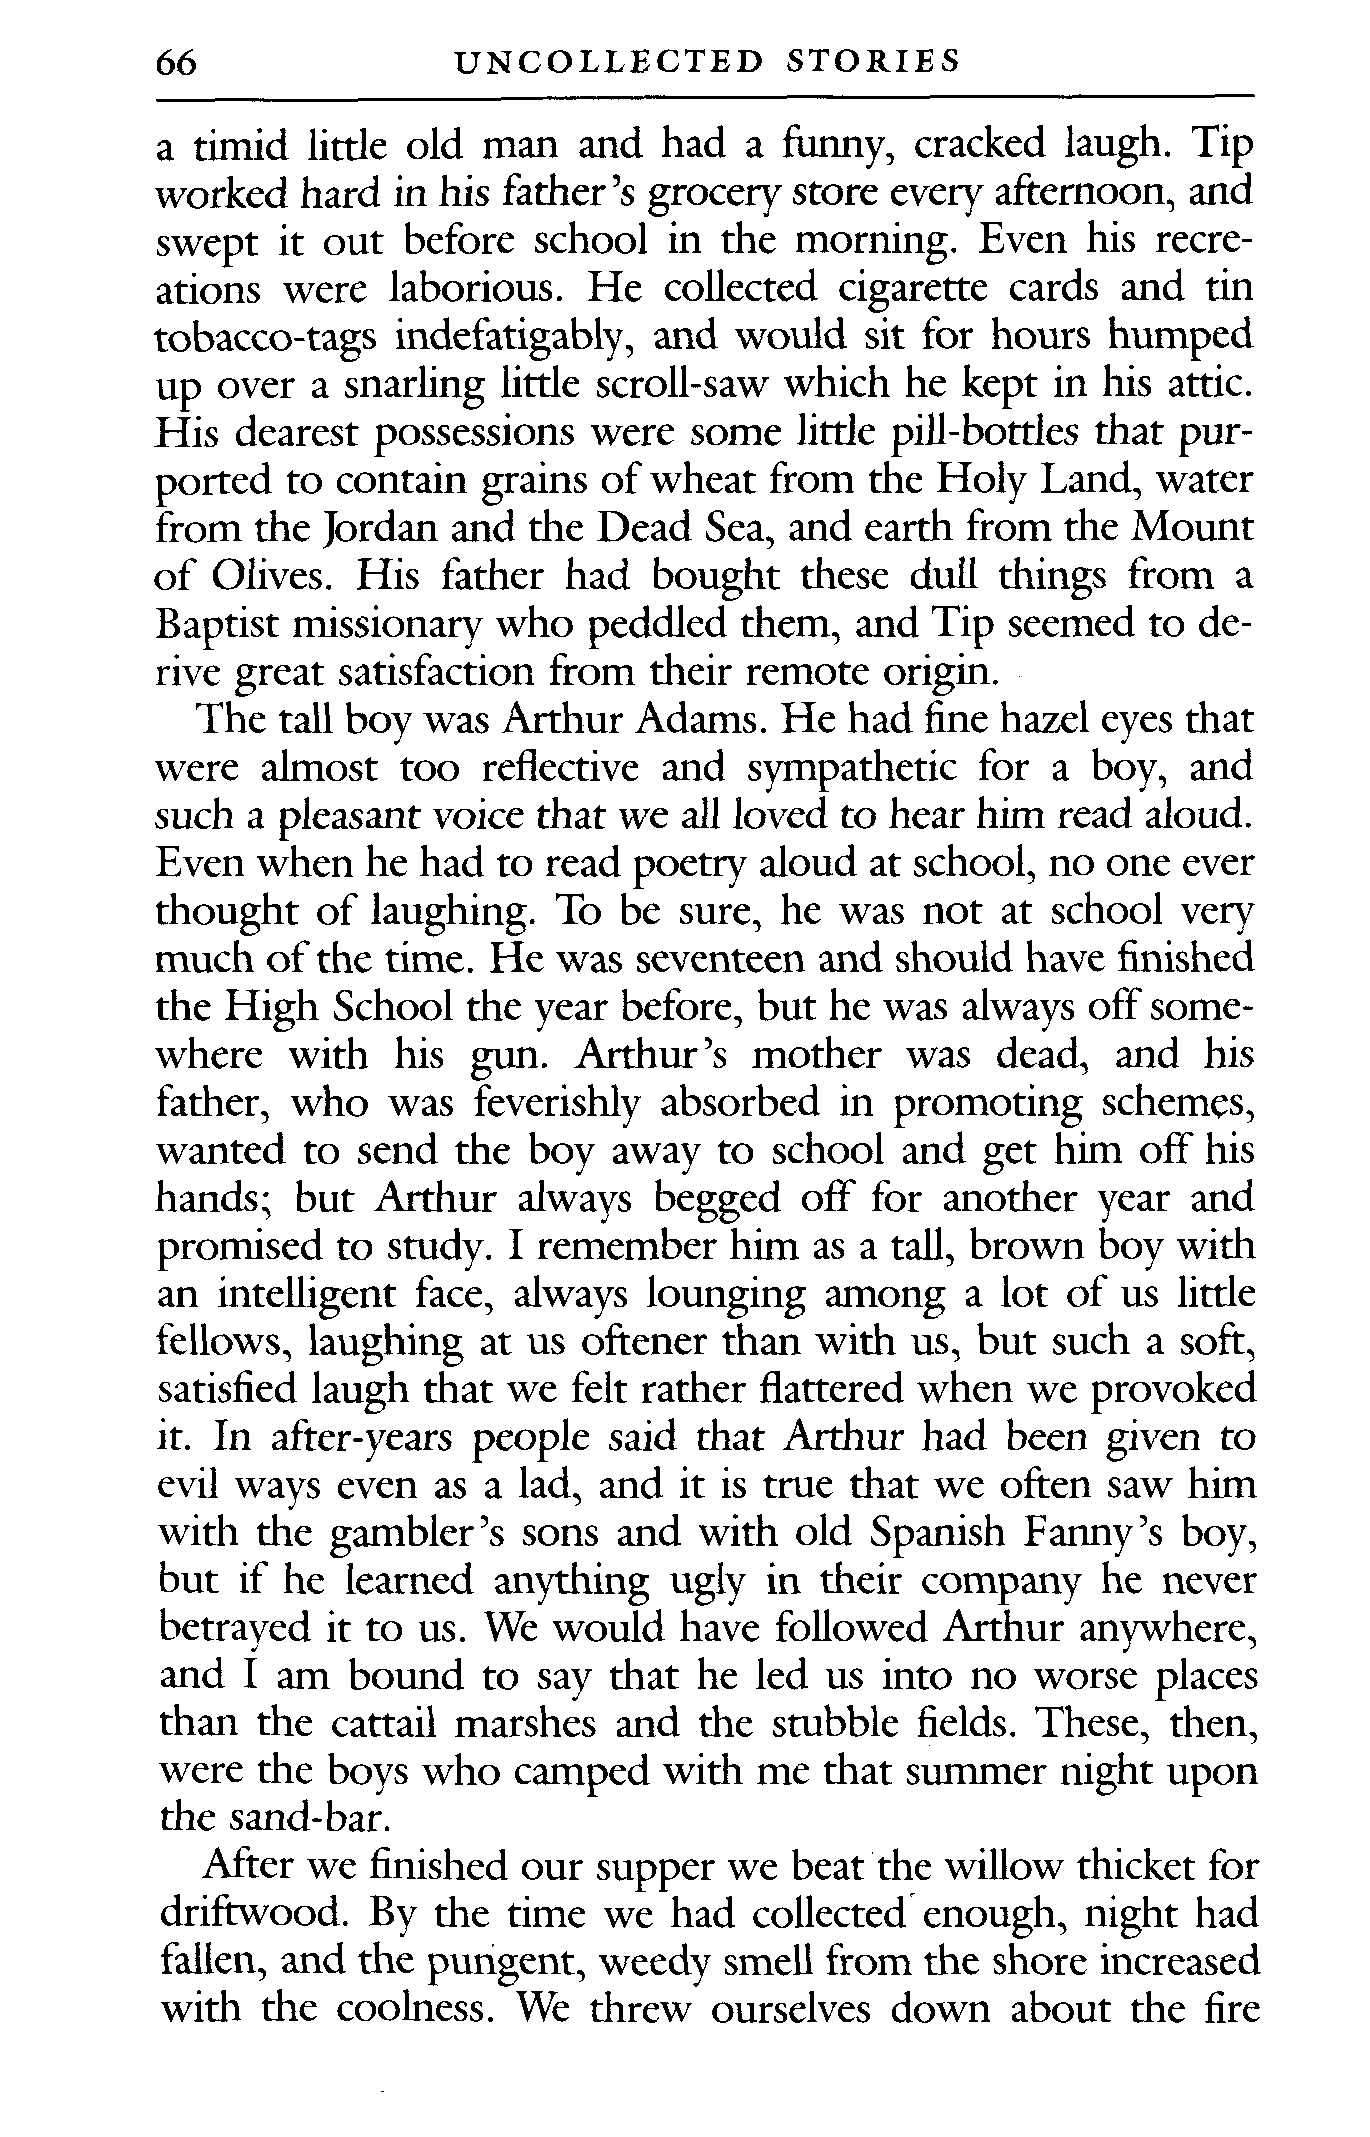 66 UNCOLLECTED STORIES
a timid little old man and had a funny, cracked laugh. Tip
worked hard in his father's grocery store every afternoon, and
swept it out before school in the morning. Even his recre-
ations were laborious. He collected cigarette cards and tin
tobacco-tags indefatigably, and would sit for hours humped
up over a snarling little scroll-saw which he kept in his attic.
His dearest possessions were some little pill-bottles that pur-
ported to contain grains of wheat from the Holy Land, water
from the Jordan and the Dead Sea, and earth from the Mount
of Olives. His father had bought these dull things from a
Baptist missionary who peddled them, and Tip seemed to de-
rive great satisfaction from their remote origin.
The tall boy was Arthur Adams. He had fine hazel eyes that
were almost too reflective and sympathetic for a boy, and
such a pleasant voice that we all loved to hear him read aloud.
Even when he had to read poetry aloud at school, no one ever
thought of laughing. To be sure, he was not at school very
much of the time. He was seventeen and should have finished
the High School the year before, but he was always off some-
where with his gun. Arthur's mother was dead, and his
father, who was feverishly absorbed in promoting schemes,
wanted to send the boy away to school and get him off his
hands; but Arthur always begged off for another year and
promised to study. I remember him as a tall, brown boy with
an intelligent face, always lounging among a lot of us little
fellows, laughing at us oftener than with us, but such a soft,
satisfied laugh that we felt rather flattered when we provoked
it. In after-years people said that Arthur had been given to
evil ways even as a lad, and it is true that we often saw him
with the gambler's sons and with old Spanish Fanny's boy,
but if he learned anything ugly in their company he never
betrayed it to us. We would have followed Arthur anywhere,
and I am bound to say that he led us into no worse places
than the cattail marshes and the stubble fields. These, then,
were the boys who camped with me that summer night upon
the sand-bar.
After we finished our supper we beat the willow thicket for
driftwood. By the time we had collected enough, night had
fallen, and the pungent, weedy smell from the shore increased
with the coolness. We threw ourselves down about the fire